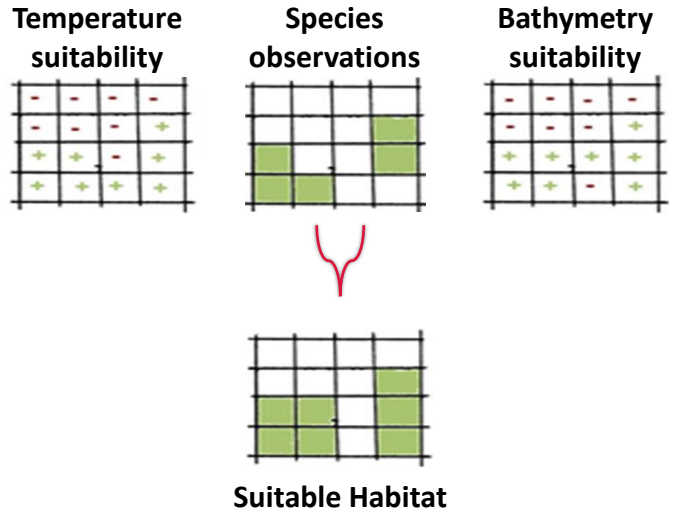 Temperature
suitability
Species
observations
Bathymetry
suitability
- - - -
- - - +
+ + - +
+ + + +
- - - -
- - - +
+ + + +
+ + - +
Suitable Habitat